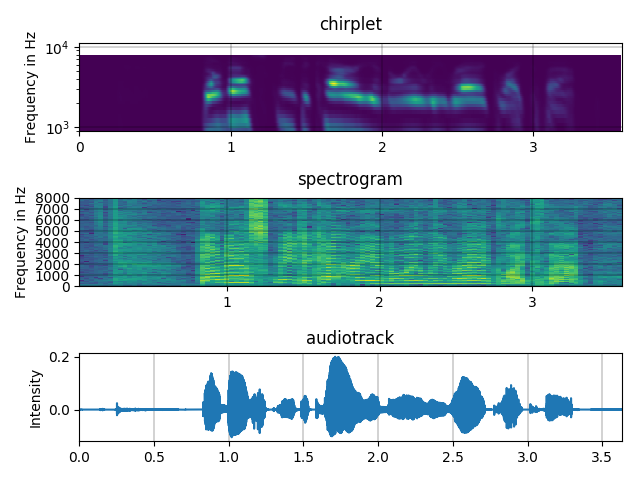 chirplet
Frequency in Hz
10⁴
10³
0 1 2 3
spectrogram
Frequency in Hz
8000
7000
6000
5000
4000
3000
2000
1000
0
1 2 3
audiotrack
Intensity
0.2
0.0
0.0 0.5 1.0 1.5 2.0 2.5 3.0 3.5